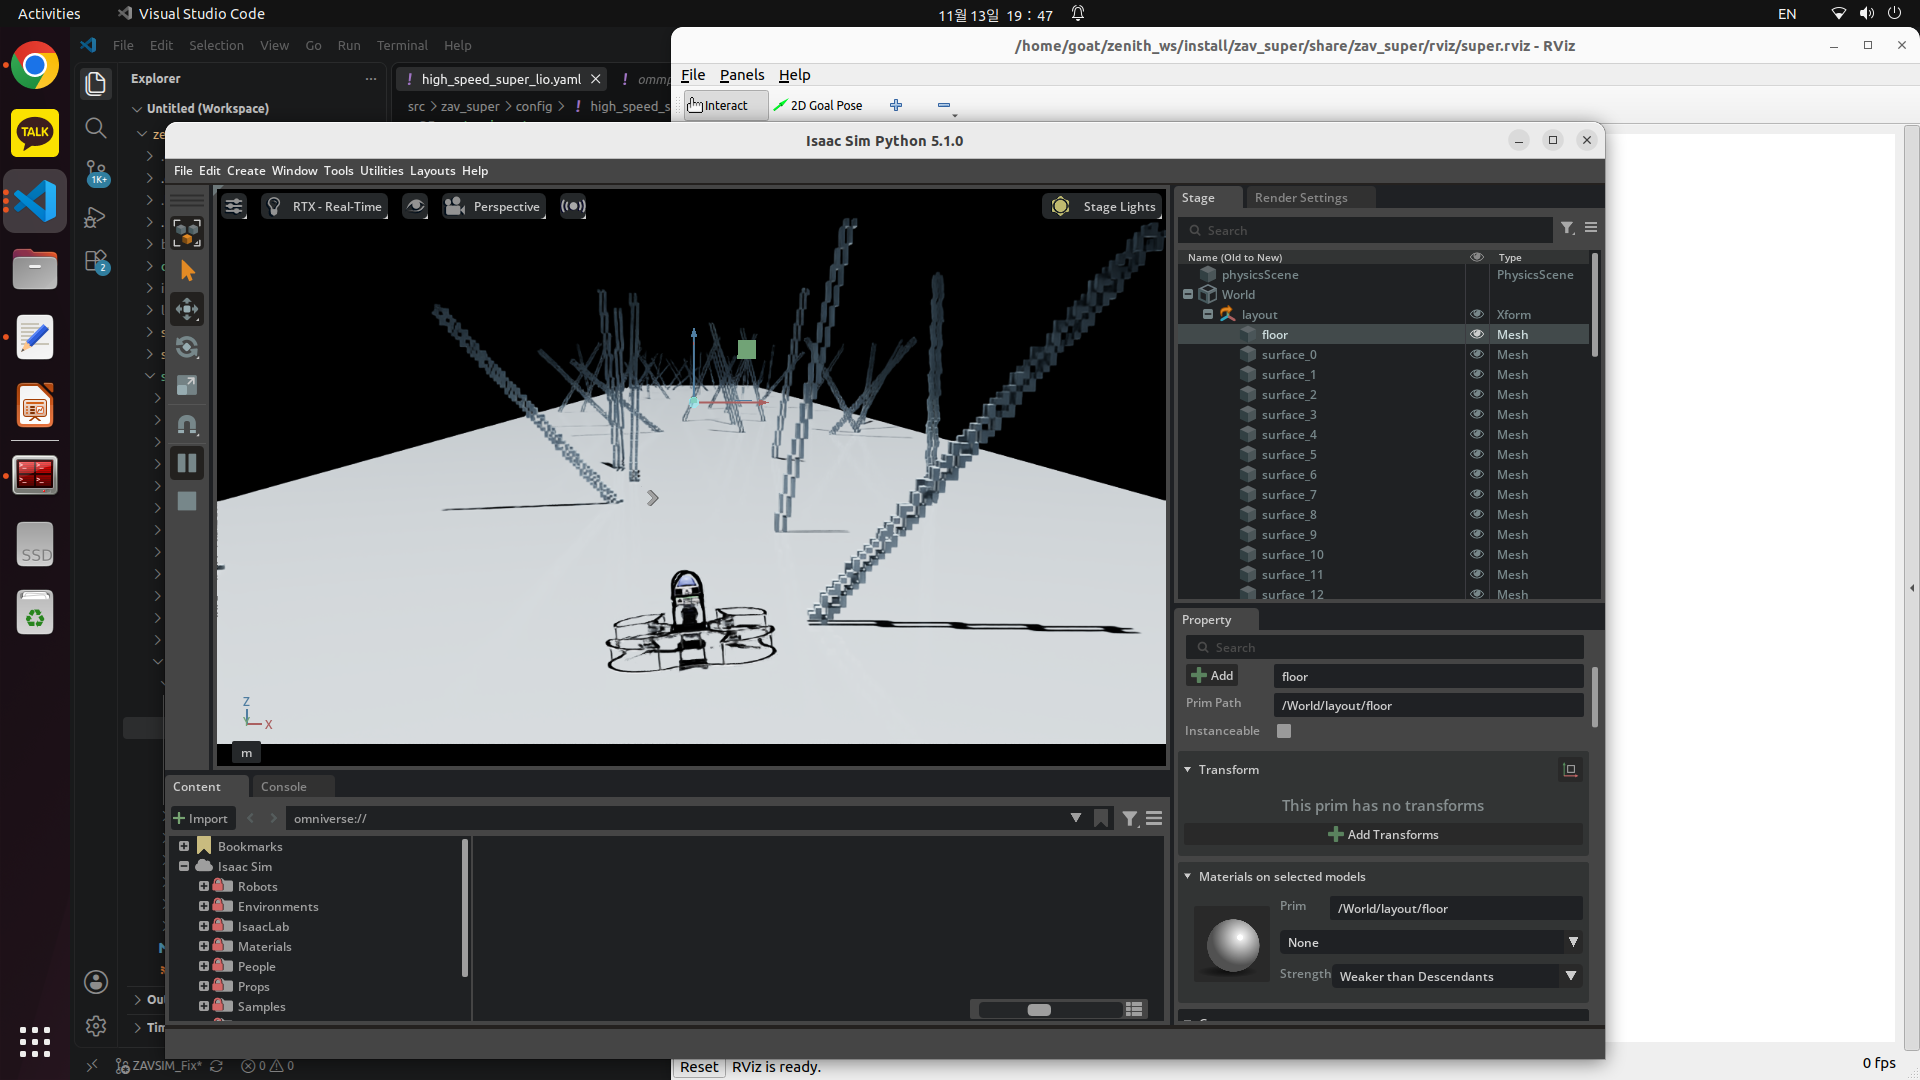 Activities
Visual Studio Code
11월 13일 19 : 47
EN
File Edit Selection View Go Run Terminal Help
/home/goat/zenith_ws/install/zav_super/share/zav_super/rviz/super.rviz - RViz
File Panels Help
Interact
2D Goal Pose
TALK
1K+
2
SSD
Explorer
Untitled (Workspace)
high_speed_super_lio.yaml
src > zav_super > config >
Isaac Sim Python 5.1.0
File Edit Create Window Tools Utilities Layouts Help
RTX - Real-Time
Perspective
Stage Lights
Z
X
m
Stage
Render Settings
Search
Name (Old to New)
Type
physicsScene
PhysicsScene
World
layout
Xform
floor
Mesh
surface_0
Mesh
surface_1
Mesh
surface_2
Mesh
surface_3
Mesh
surface_4
Mesh
surface_5
Mesh
surface_6
Mesh
surface_7
Mesh
surface_8
Mesh
surface_9
Mesh
surface_10
Mesh
surface_11
Mesh
surface_12
Mesh
Property
Search
Add
floor
Prim Path
/World/layout/floor
Instanceable
Transform
This prim has no transforms
Add Transforms
Materials on selected models
Prim
/World/layout/floor
None
Strength
Weaker than Descendants
Content
Console
Import
omniverse://
Bookmarks
Isaac Sim
Robots
Environments
IsaacLab
Materials
People
Props
Samples
ZAVSIM_Fix*
0
0
Reset
RViz is ready.
0 fps